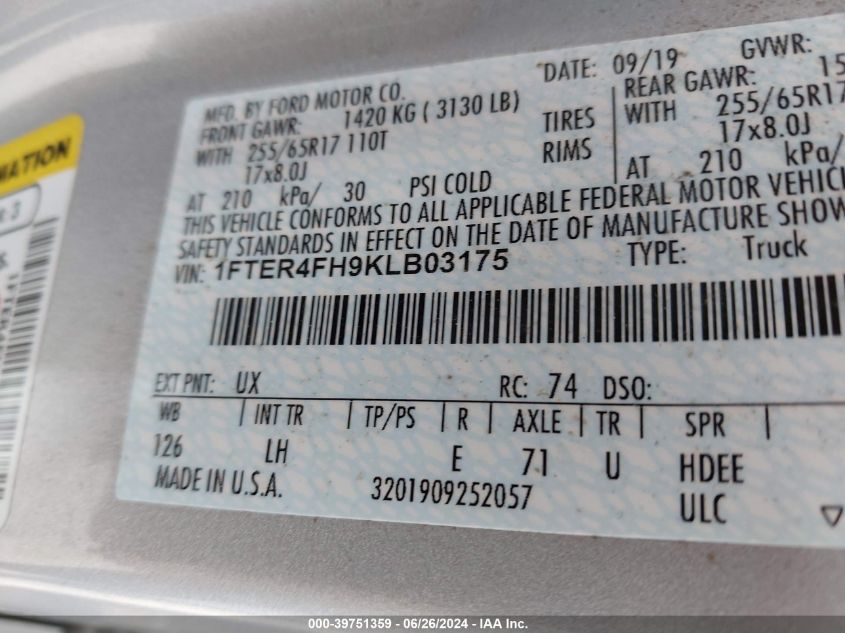 MFD. BY FORD MOTOR CO.
DATE: 09/19 GVWR:
FRONT GAWR: 1420 KG ( 3130 LB)
REAR GAWR: 15
WITH 255/65R17 110T TIRES WITH 255/65R17
17x8.0J RIMS 17x8.0J
AT 210 kPa/ 30 PSI COLD AT 210 kPa/
THIS VEHICLE CONFORMS TO ALL APPLICABLE FEDERAL MOTOR VEHIC
SAFETY STANDARDS IN EFFECT ON THE DATE OF MANUFACTURE SHOW
VIN: 1FTER4FH9KLB03175 TYPE: Truck
EXT PNT: UX RC: 74 DSO:
WB | INT TR | TP/PS | R | AXLE | TR | SPR |
126 LH E 71 U HDEE
MADE IN U.S.A. 3201909252057 ULC
MATION
000-39751359 | 06/26/2024 | IAA Inc.